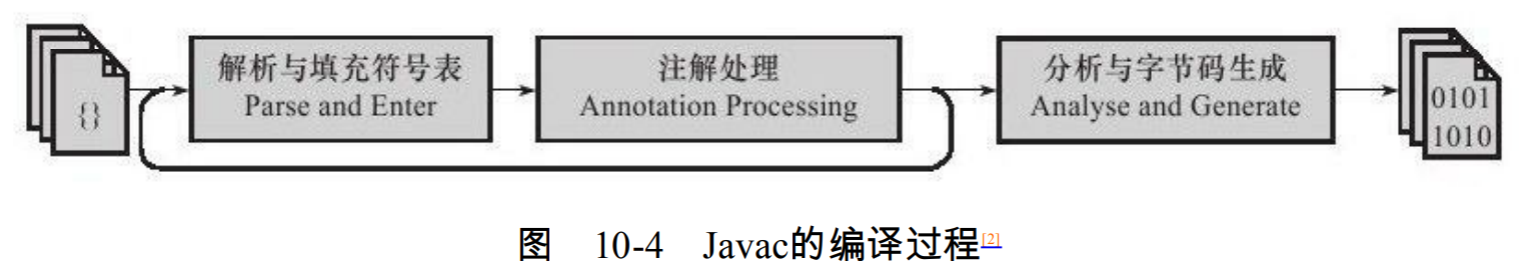 {}
解析与填充符号表
Parse and Enter
注解处理
Annotation Processing
分析与字节码生成
Analyse and Generate
0101
1010
图 10-4 Javac的编译过程[2]